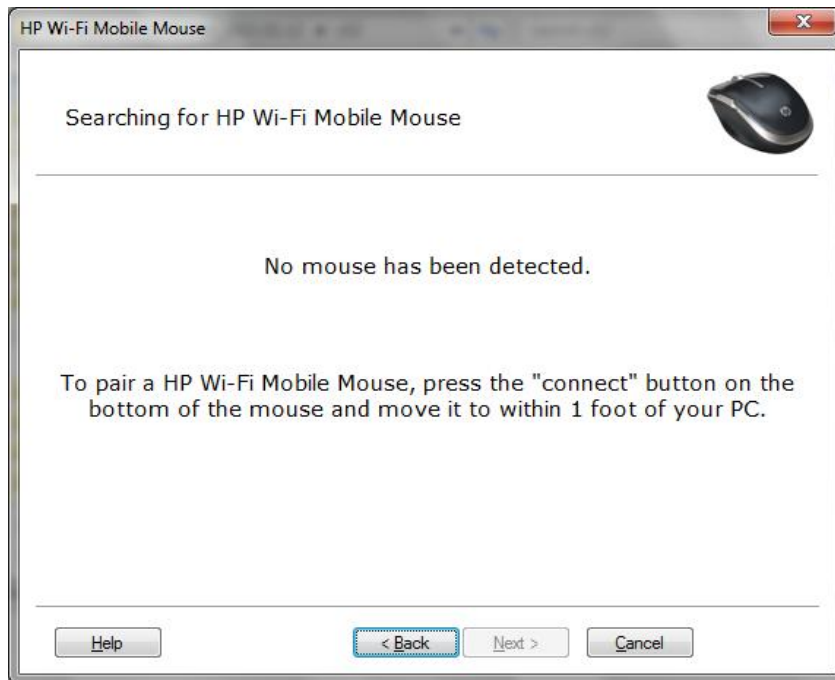 HP Wi-Fi Mobile Mouse
Searching for HP Wi-Fi Mobile Mouse
No mouse has been detected.
To pair a HP Wi-Fi Mobile Mouse, press the "connect" button on the
bottom of the mouse and move it to within 1 foot of your PC.
Help < Back Next > Cancel